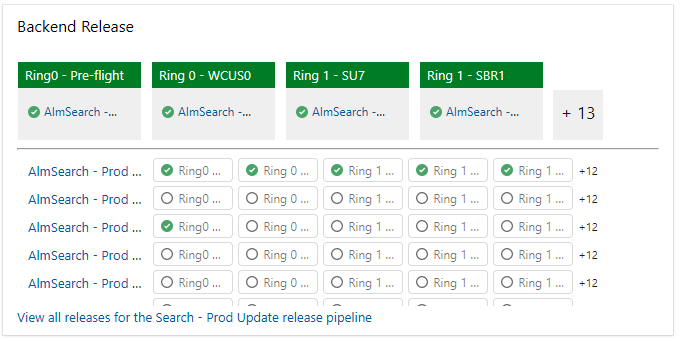 Backend Release
Ring0 - Pre-flight Ring 0 - WCUS0 Ring 1 - SU7 Ring 1 - SBR1
AlmSearch -... AlmSearch -... AlmSearch -... AlmSearch -... + 13
AlmSearch - Prod ... Ring0 ... Ring 0 ... Ring 1 ... Ring 1 ... Ring 1 ... +12
AlmSearch - Prod ... Ring0 ... Ring 0 ... Ring 1 ... Ring 1 ... Ring 1 ... +12
AlmSearch - Prod ... Ring0 ... Ring 0 ... Ring 1 ... Ring 1 ... Ring 1 ... +12
AlmSearch - Prod ... Ring0 ... Ring 0 ... Ring 1 ... Ring 1 ... Ring 1 ... +12
AlmSearch - Prod ... Ring0 ... Ring 0 ... Ring 1 ... Ring 1 ... Ring 1 ... +12
View all releases for the Search - Prod Update release pipeline